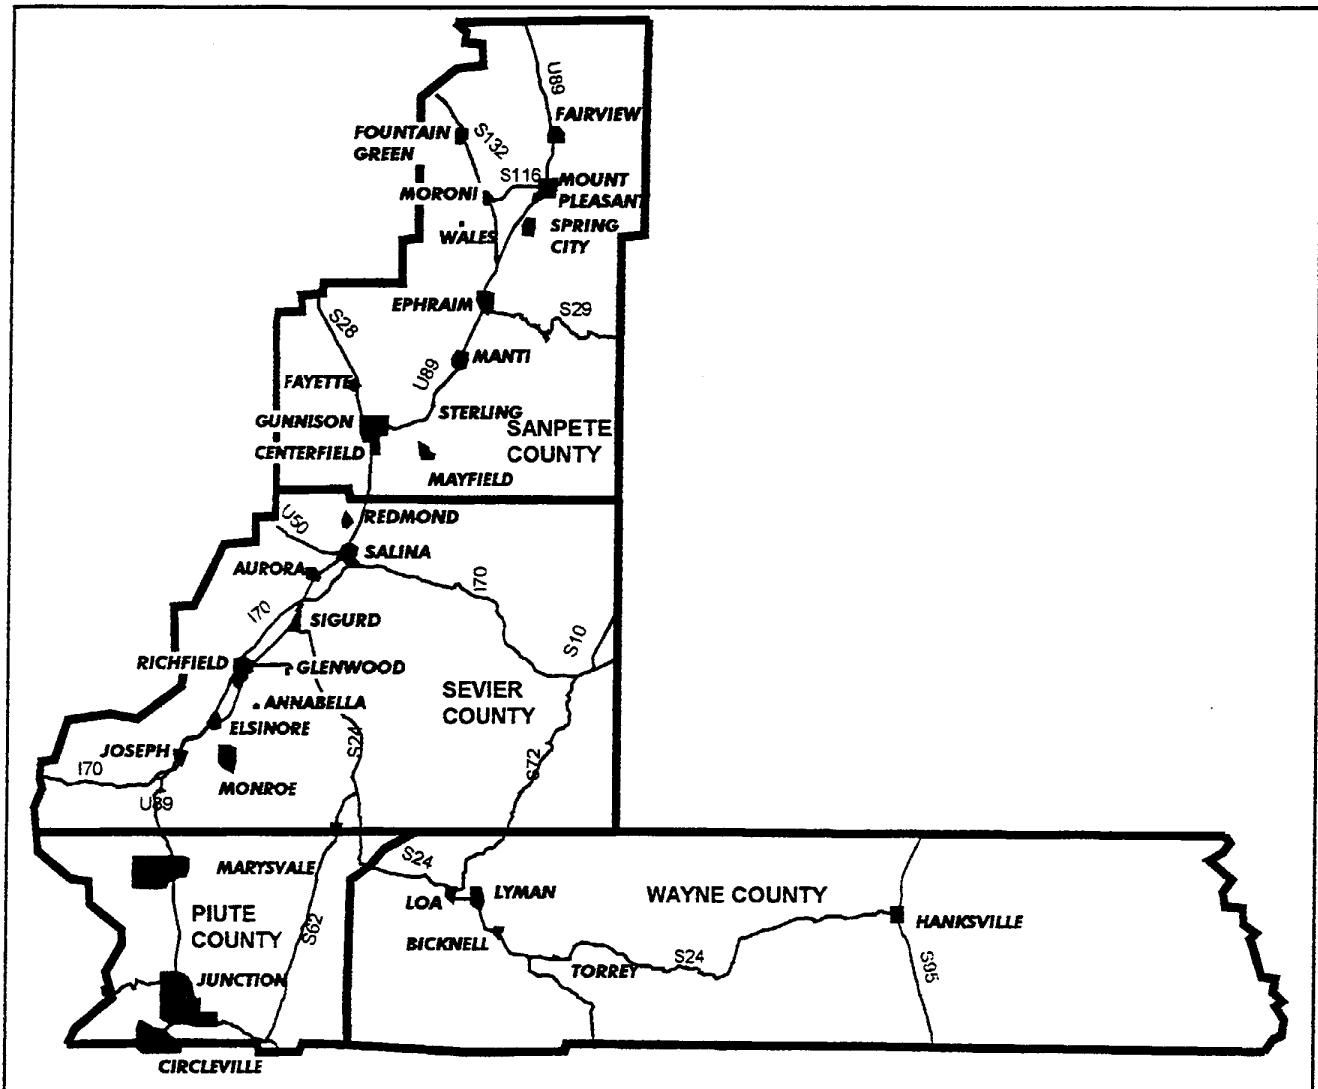 U89
FAIRVIEW
FOUNTAIN
GREEN
S132
S116
MOUNT
PLEASANT
MORONI
SPRING
CITY
WALES
EPHRAIM
S29
S28
MANTI
U89
FAYETTE
STERLING
GUNNISON
SANPETE
COUNTY
CENTERFIELD
MAYFIELD
U50
REDMOND
SALINA
AURORA
I70
I70
SIGURD
S10
RICHFIELD
GLENWOOD
SEVIER
COUNTY
ANNABELLA
ELSINORE
S24
JOSEPH
S72
I70
MONROE
U89
S24
MARYSVALE
LYMAN
WAYNE COUNTY
LOA
PIUTE
COUNTY
S62
HANKSVILLE
BICKNELL
S24
S95
TORREY
JUNCTION
CIRCLEVILLE